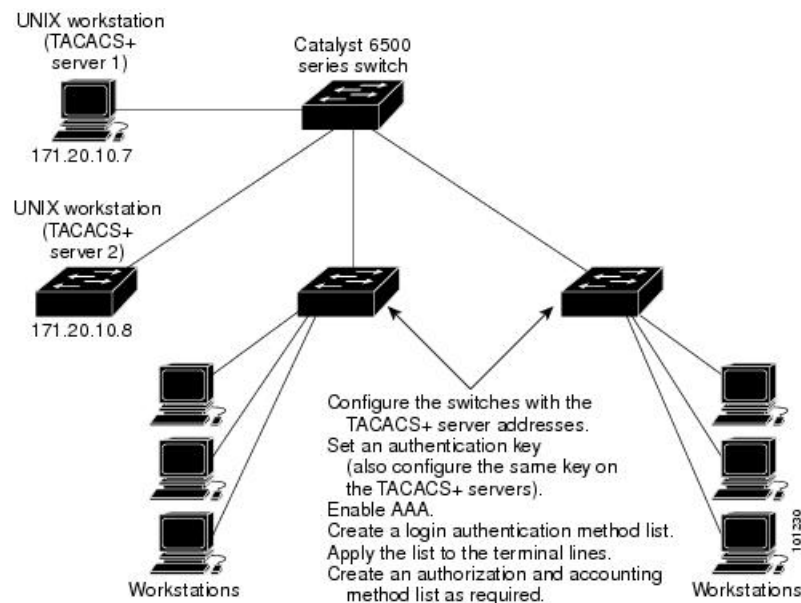 UNIX workstation
(TACACS+
server 1)
Catalyst 6500
series switch
171.20.10.7
UNIX workstation
(TACACS+
server 2)
171.20.10.8
Configure the switches with the
TACACS+ server addresses.
Set an authentication key
(also configure the same key on
the TACACS+ servers).
Enable AAA.
Create a login authentication method list.
Apply the list to the terminal lines.
Create an authorization and accounting
method list as required.
Workstations
Workstations
101230